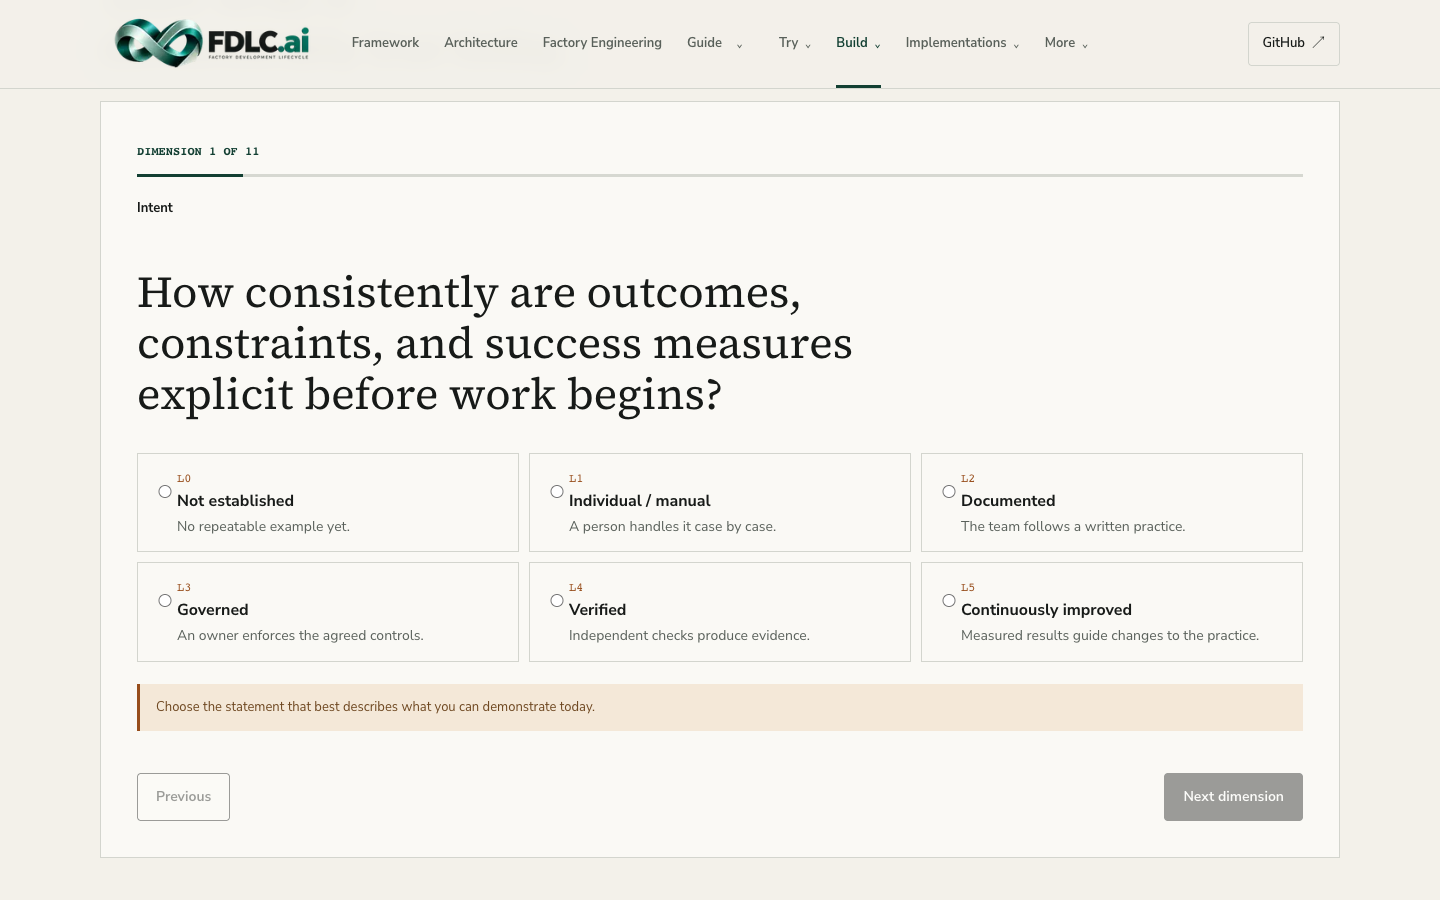 FDLC.ai
FACTORY DEVELOPMENT LIFECYCLE
Framework
Architecture
Factory Engineering
Guide
Try
Build
Implementations
More
GitHub ↗
DIMENSION 1 OF 11
Intent
How consistently are outcomes,
constraints, and success measures
explicit before work begins?
L0
Not established
No repeatable example yet.
L1
Individual / manual
A person handles it case by case.
L2
Documented
The team follows a written practice.
L3
Governed
An owner enforces the agreed controls.
L4
Verified
Independent checks produce evidence.
L5
Continuously improved
Measured results guide changes to the practice.
Choose the statement that best describes what you can demonstrate today.
Previous
Next dimension